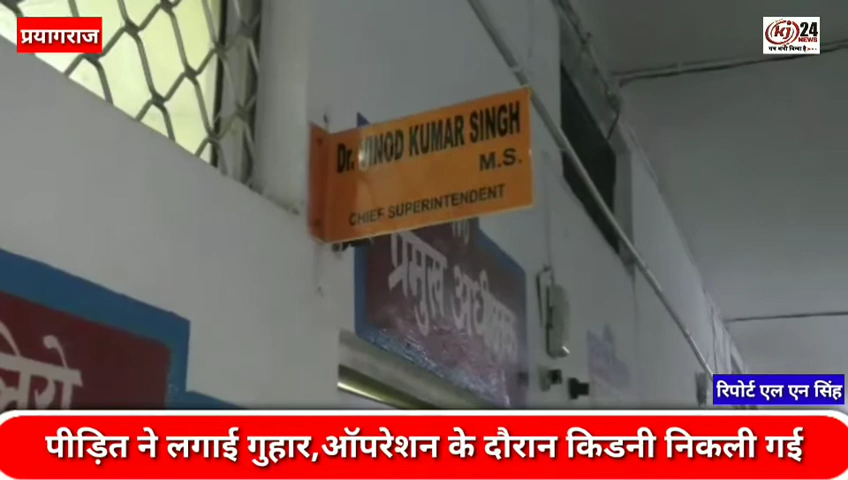 प्रयागराज
kj 24
NEWS
Dr. VINOD KUMAR SINGH
M.S.
CHIEF SUPERINTENDENT
प्रमुख अधीक्षक
रिपोर्ट एल एन सिंह
पीड़ित ने लगाई गुहार,ऑपरेशन के दौरान किडनी निकली गई